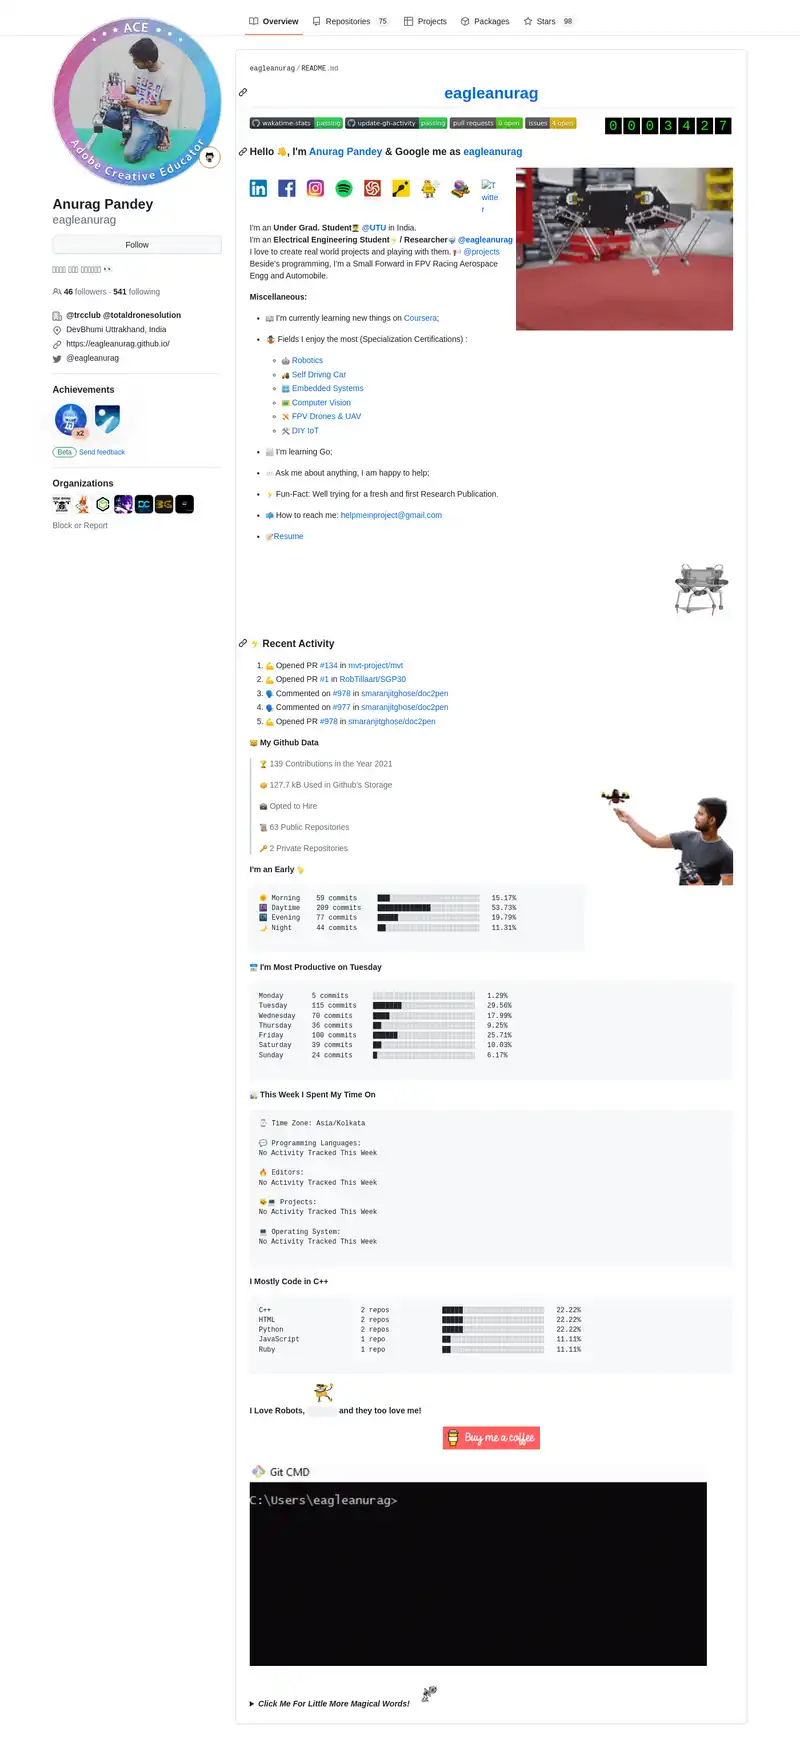 Overview Repositories 75 Projects Packages Stars 98
ACE
Adobe Creative Educator
Anurag Pandey
eagleanurag
Follow
46 followers · 541 following
@trcclub @totaldronesolution
DevBhumi Uttrakhand, India
https://eagleanurag.github.io/
@eagleanurag
Achievements
x2
Beta Send feedback
Organizations
Block or Report
eagleanurag/README.md
eagleanurag
wakatime-stats passing update-gh-activity passing pull requests 0 open issues 4 open 0003427
Hello 👋, I'm Anurag Pandey & Google me as eagleanurag
Twitter
I'm an Under Grad. Student @UTU in India.
I'm an Electrical Engineering Student⚡ / Researcher @eagleanurag
I love to create real world projects and playing with them. @projects
Beside's programming, I'm a Small Forward in FPV Racing Aerospace
Engg and Automobile.
Miscellaneous:
• 📖 I'm currently learning new things on Coursera;
• Fields I enjoy the most (Specialization Certifications) :
◦ 🤖 Robotics
◦ Self Drivng Car
◦ Embedded Systems
◦ Computer Vision
◦ FPV Drones & UAV
◦ 🛠 DIY IoT
• I'm learning Go;
• Ask me about anything, I am happy to help;
• ⚡ Fun-Fact: Well trying for a fresh and first Research Publication.
• 📫 How to reach me: helpmeinproject@gmail.com
• 📝Resume
⚡ Recent Activity
1. 💪 Opened PR #134 in mvt-project/mvt
2. 💪 Opened PR #1 in RobTillaart/SGP30
3. 🗣 Commented on #978 in smaranjitghose/doc2pen
4. 🗣 Commented on #977 in smaranjitghose/doc2pen
5. 💪 Opened PR #978 in smaranjitghose/doc2pen
🐱 My Github Data
🏆 139 Contributions in the Year 2021
📦 127.7 kB Used in Github's Storage
Opted to Hire
📜 63 Public Repositories
🔑 2 Private Repositories
I'm an Early 🐤
🌞 Morning 59 commits 15.17%
🌆 Daytime 209 commits 53.73%
🌃 Evening 77 commits 19.79%
🌙 Night 44 commits 11.31%
📅 I'm Most Productive on Tuesday
Monday 5 commits 1.29%
Tuesday 115 commits 29.56%
Wednesday 70 commits 17.99%
Thursday 36 commits 9.25%
Friday 100 commits 25.71%
Saturday 39 commits 10.03%
Sunday 24 commits 6.17%
📊 This Week I Spent My Time On
⌚ Time Zone: Asia/Kolkata
💬 Programming Languages:
No Activity Tracked This Week
🔥 Editors:
No Activity Tracked This Week
🐱‍💻 Projects:
No Activity Tracked This Week
💻 Operating System:
No Activity Tracked This Week
I Mostly Code in C++
C++ 2 repos 22.22%
HTML 2 repos 22.22%
Python 2 repos 22.22%
JavaScript 1 repo 11.11%
Ruby 1 repo 11.11%
I Love Robots, and they too love me!
Buy me a coffee
Git CMD
C:\Users\eagleanurag>
▶ Click Me For Little More Magical Words!